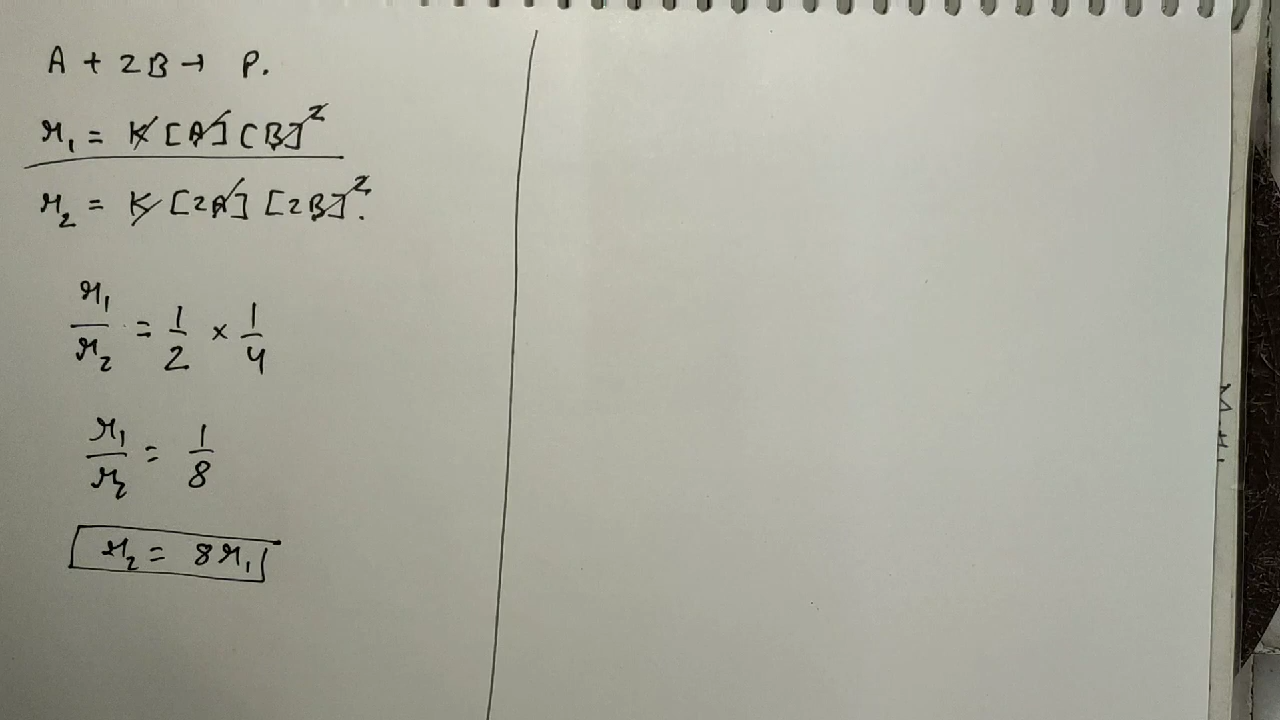 A + 2B → P.
r₁ = K [A] [B]²
r₂ = K [2A] [2B]².
r₁/r₂ = 1/2 × 1/4
r₁/r₂ = 1/8
r₂ = 8r₁